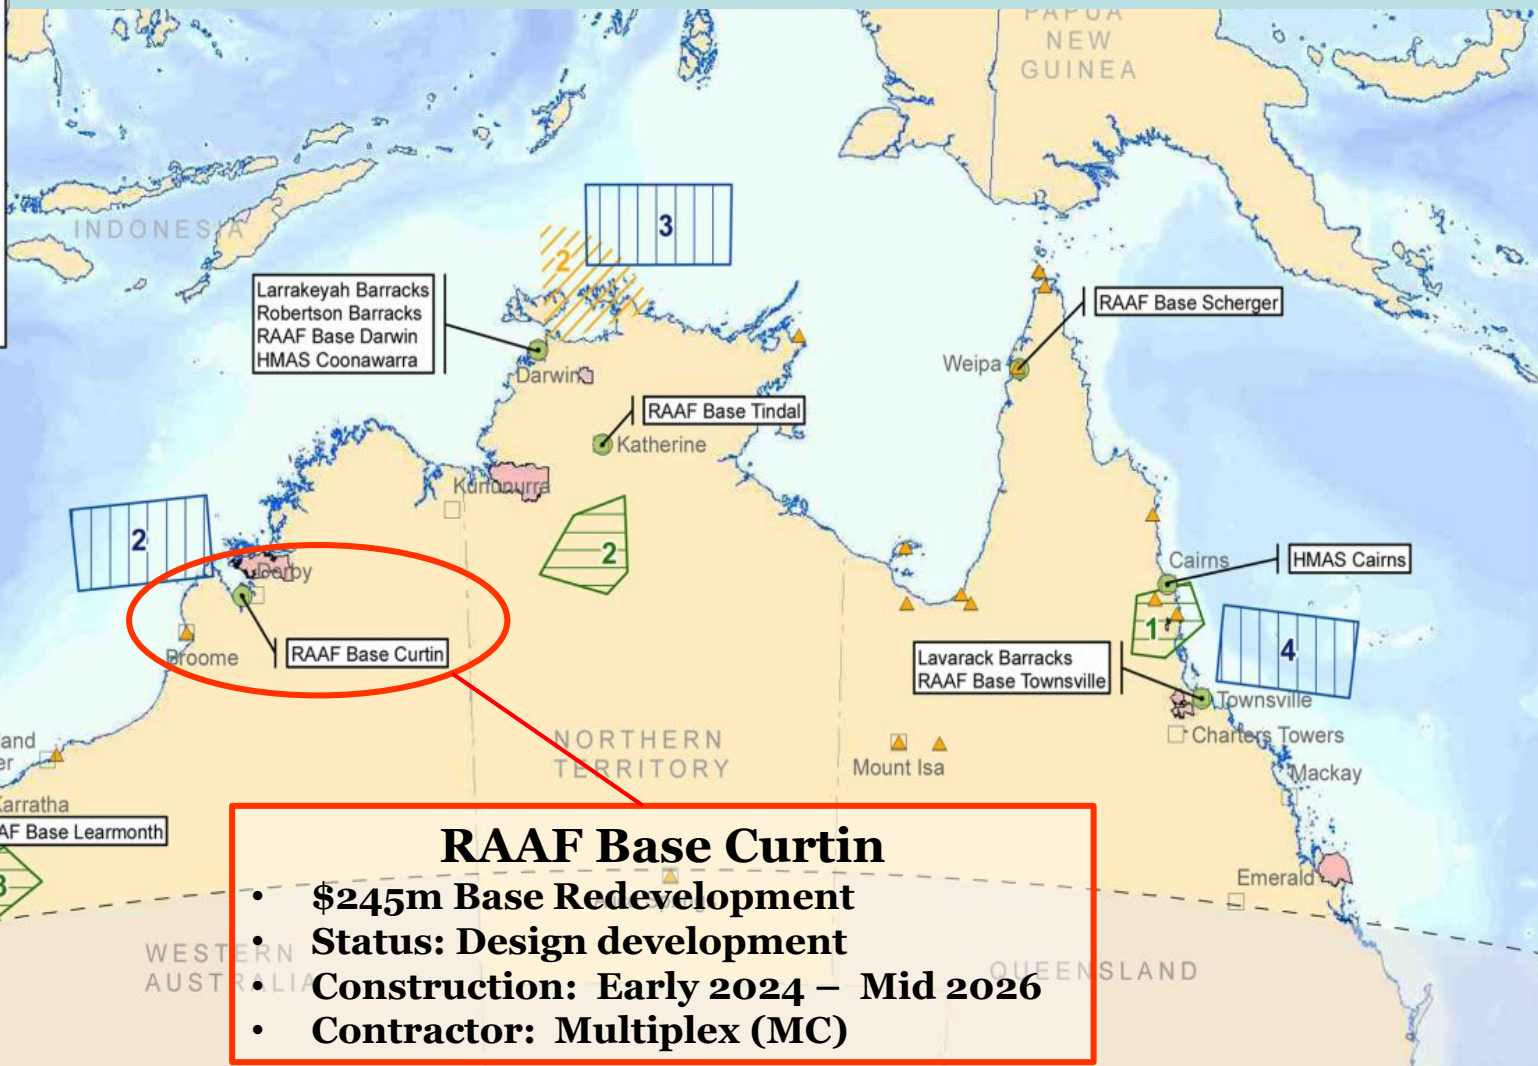 PAPUA
NEW
GUINEA
INDONESIA
3
2
Larrakeyah Barracks
Robertson Barracks
RAAF Base Darwin
HMAS Coonawarra
RAAF Base Scherger
Weipa
Darwin
RAAF Base Tindal
Katherine
Kununurra
2
2
Derby
Cairns
HMAS Cairns
1
4
RAAF Base Curtin
Broome
Lavarack Barracks
RAAF Base Townsville
Townsville
Charters Towers
NORTHERN
TERRITORY
Mount Isa
Mackay
and
er
Karratha
AF Base Learmonth
3
RAAF Base Curtin
• $245m Base Redevelopment
• Status: Design development
• Construction: Early 2024 – Mid 2026
• Contractor: Multiplex (MC)
Emerald
WESTERN
AUSTRALIA
QUEENSLAND